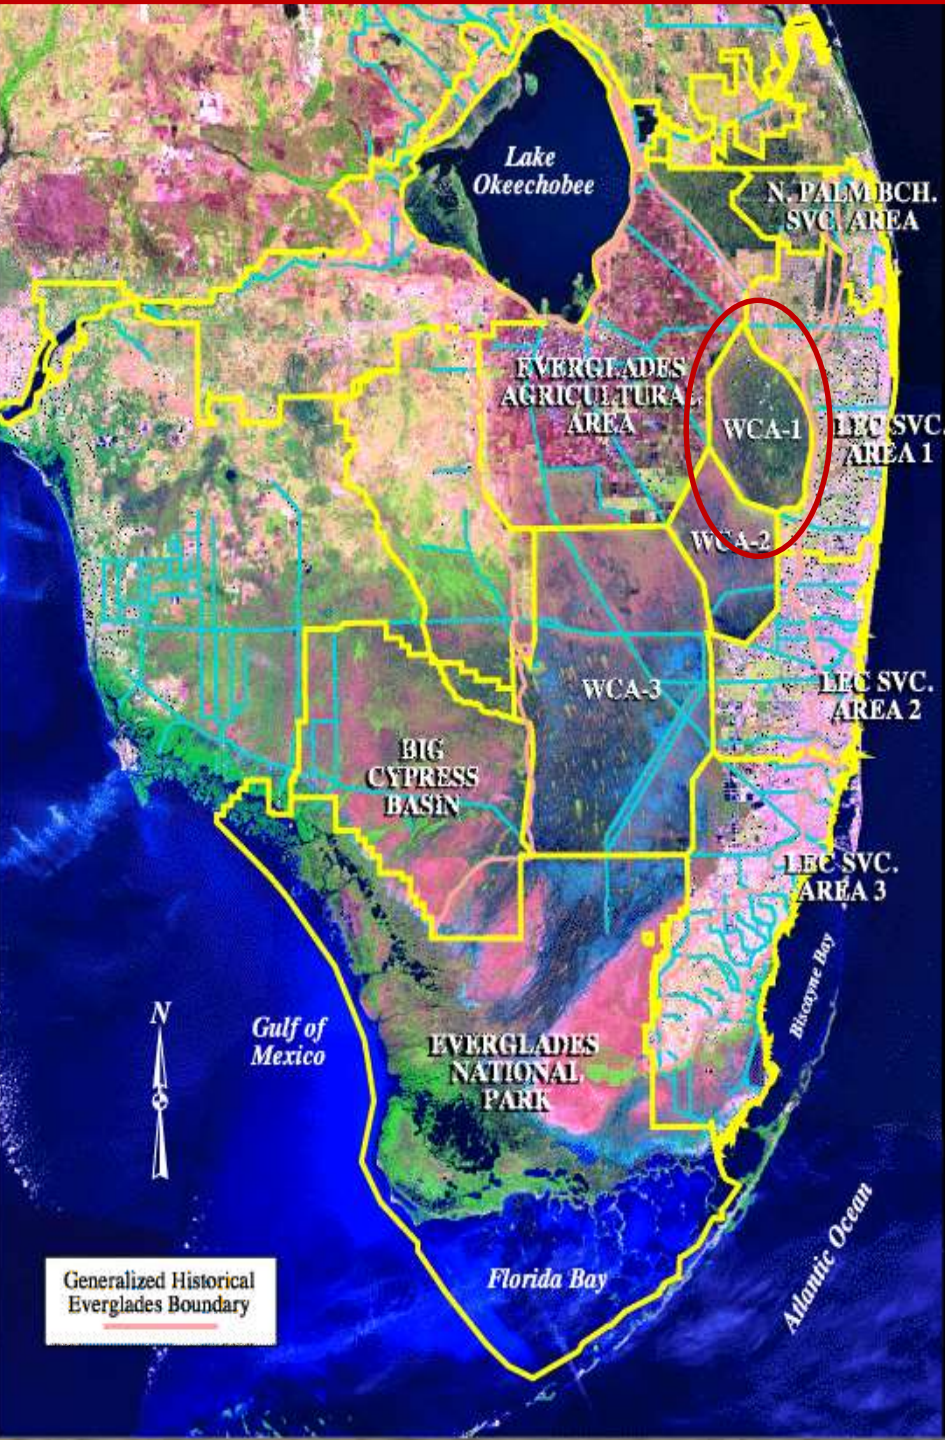 Lake
Okeechobee
N. PALM BCH.
SVC. AREA
EVERGLADES
AGRICULTURAL
AREA
WCA-1
LEC SVC.
AREA 1
WCA-2
WCA-3
LEC SVC.
AREA 2
BIG
CYPRESS
BASIN
LEC SVC.
AREA 3
Biscayne Bay
N
Gulf of
Mexico
EVERGLADES
NATIONAL
PARK
Atlantic Ocean
Florida Bay
Generalized Historical
Everglades Boundary